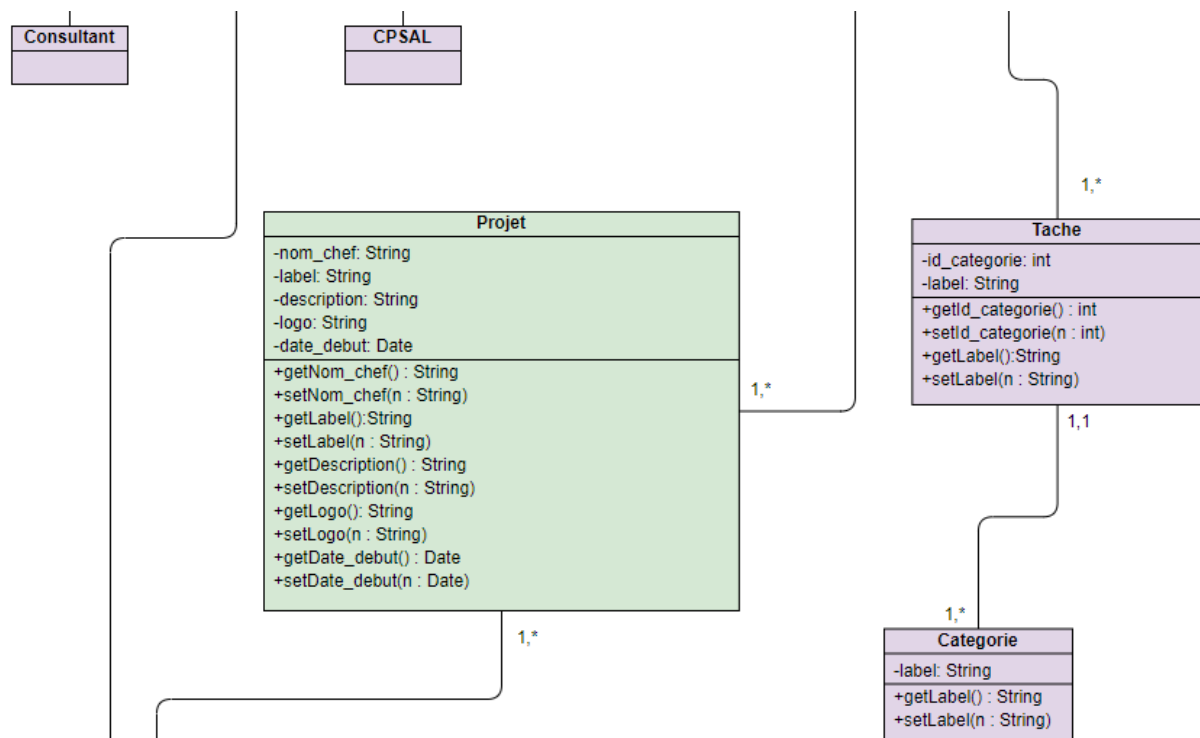 Consultant
CPSAL
1,*
Projet
-nom_chef: String
-label: String
-description: String
-logo: String
-date_debut: Date
+getNom_chef() : String
+setNom_chef(n : String)
+getLabel():String
+setLabel(n : String)
+getDescription() : String
+setDescription(n : String)
+getLogo(): String
+setLogo(n : String)
+getDate_debut() : Date
+setDate_debut(n : Date)
1,*
1,*
Tache
-id_categorie: int
-label: String
+getId_categorie() : int
+setId_categorie(n : int)
+getLabel():String
+setLabel(n : String)
1,1
1,*
Categorie
-label: String
+getLabel() : String
+setLabel(n : String)